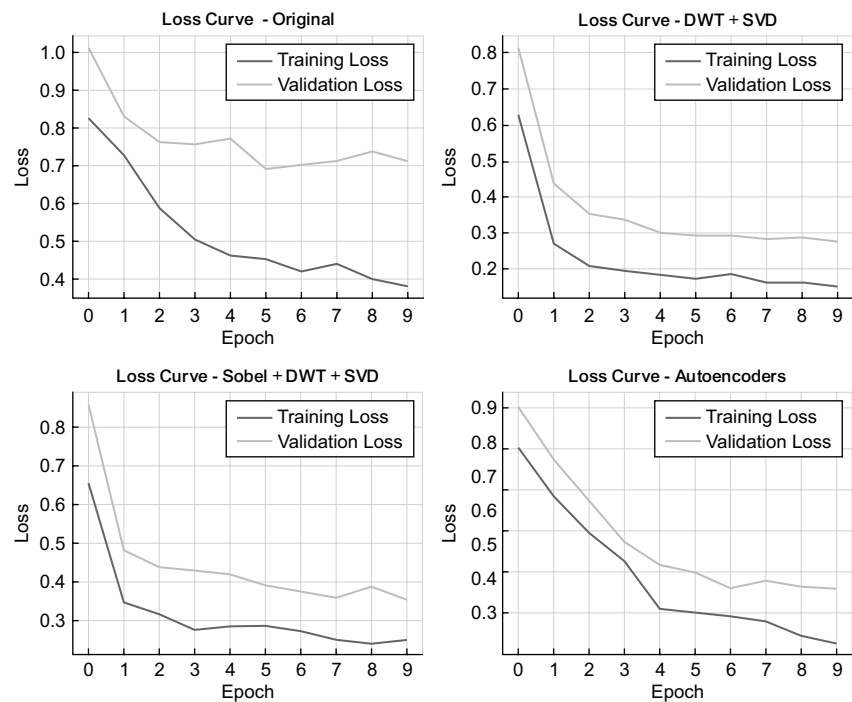 Loss Curve - Original
1.0
0.9
0.8
0.7
0.6
0.5
0.4
Loss
Training Loss
Validation Loss
0 1 2 3 4 5 6 7 8 9
Epoch
Loss Curve - DWT + SVD
0.8
0.7
0.6
0.5
0.4
0.3
0.2
Loss
Training Loss
Validation Loss
0 1 2 3 4 5 6 7 8 9
Epoch
Loss Curve - Sobel + DWT + SVD
0.8
0.7
0.6
0.5
0.4
0.3
Loss
Training Loss
Validation Loss
0 1 2 3 4 5 6 7 8 9
Epoch
Loss Curve - Autoencoders
0.9
0.8
0.7
0.6
0.5
0.4
0.3
Loss
Training Loss
Validation Loss
0 1 2 3 4 5 6 7 8 9
Epoch